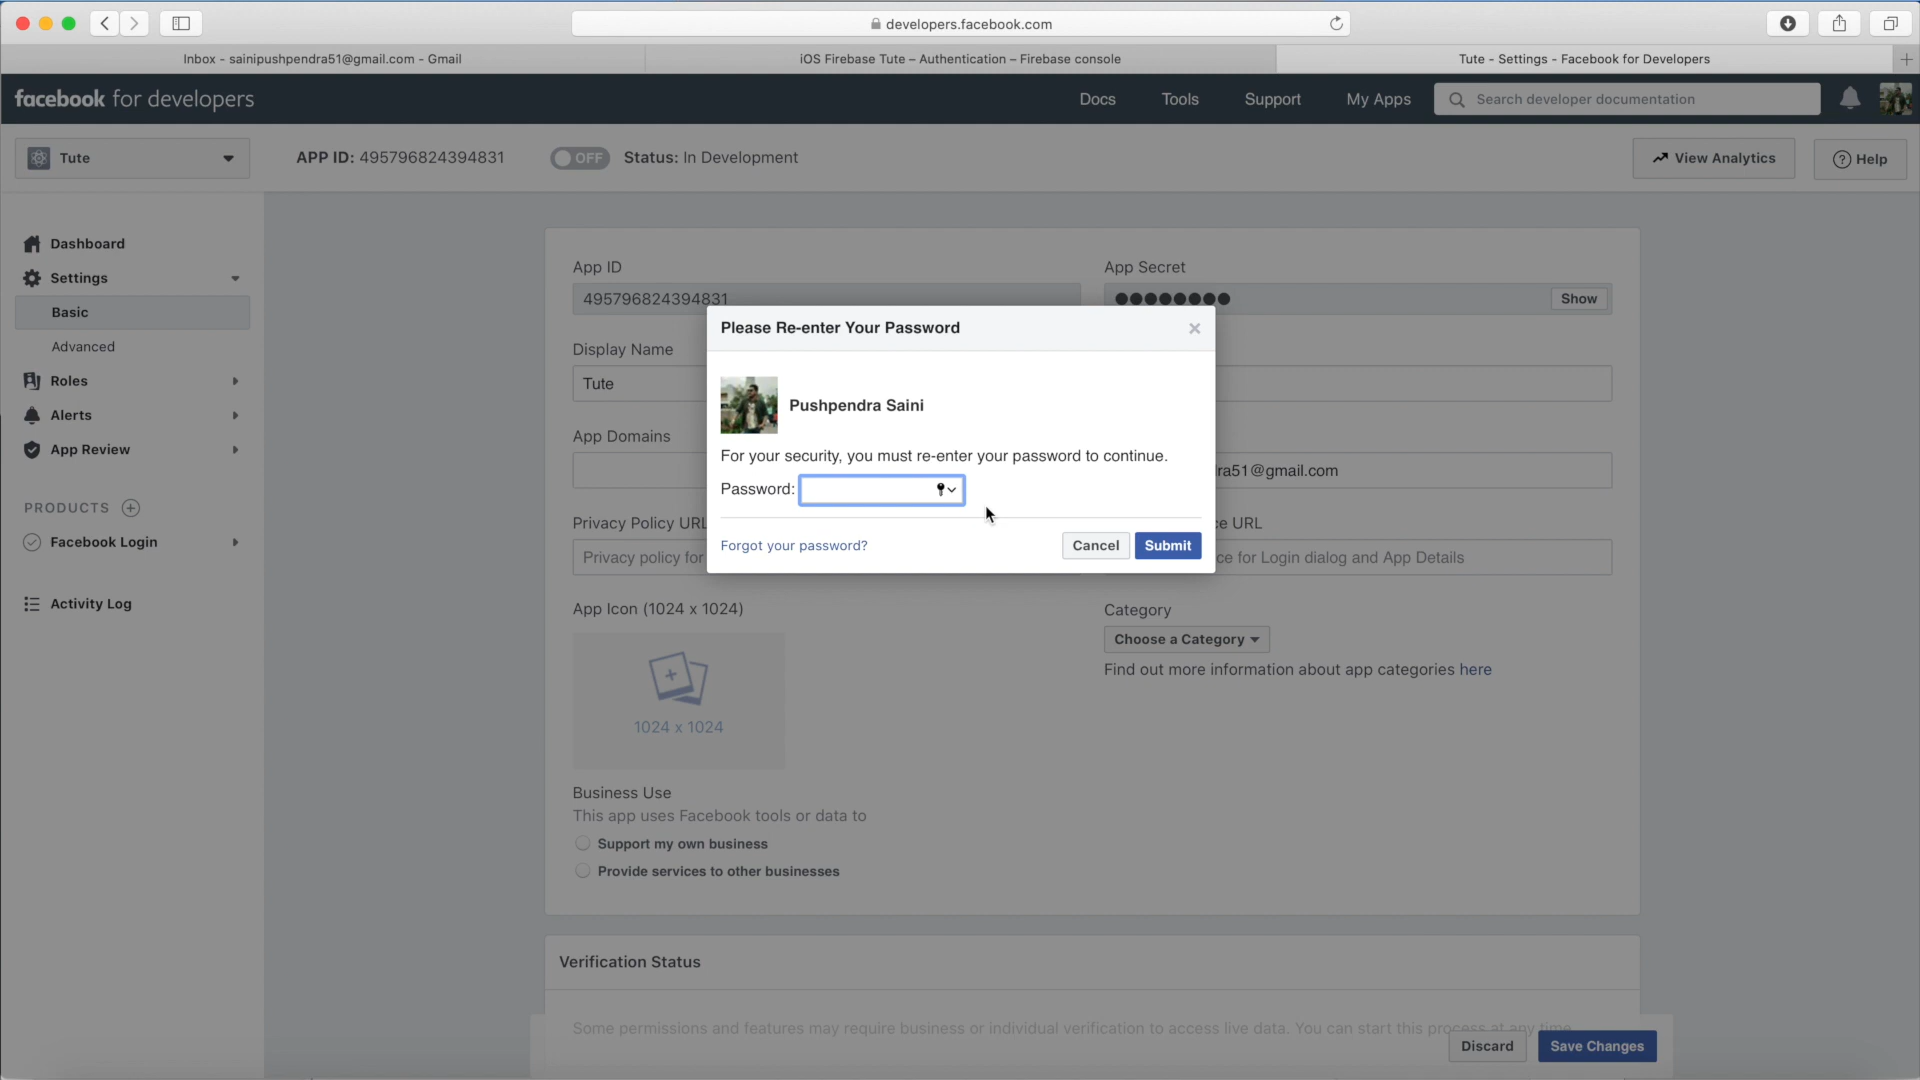 developers.facebook.com
Inbox - sainipushpendra51@gmail.com - Gmail
iOS Firebase Tute – Authentication – Firebase console
Tute - Settings - Facebook for Developers
facebook for developers
Docs
Tools
Support
My Apps
Search developer documentation
Tute
APP ID: 495796824394831
OFF
Status: In Development
View Analytics
Help
Dashboard
Settings
Basic
Advanced
Roles
Alerts
App Review
PRODUCTS
Facebook Login
Activity Log
App ID
App Secret
495796824394831
Show
Display Name
Tute
App Domains
ra51@gmail.com
Privacy Policy URL
e URL
Privacy policy for
ce for Login dialog and App Details
Please Re-enter Your Password
Pushpendra Saini
For your security, you must re-enter your password to continue.
Password:
Forgot your password?
Cancel
Submit
App Icon (1024 x 1024)
1024 x 1024
Category
Choose a Category
Find out more information about app categories here
Business Use
This app uses Facebook tools or data to
Support my own business
Provide services to other businesses
Verification Status
Some permissions and features may require business or individual verification to access live data. You can start this process at any time
Discard
Save Changes